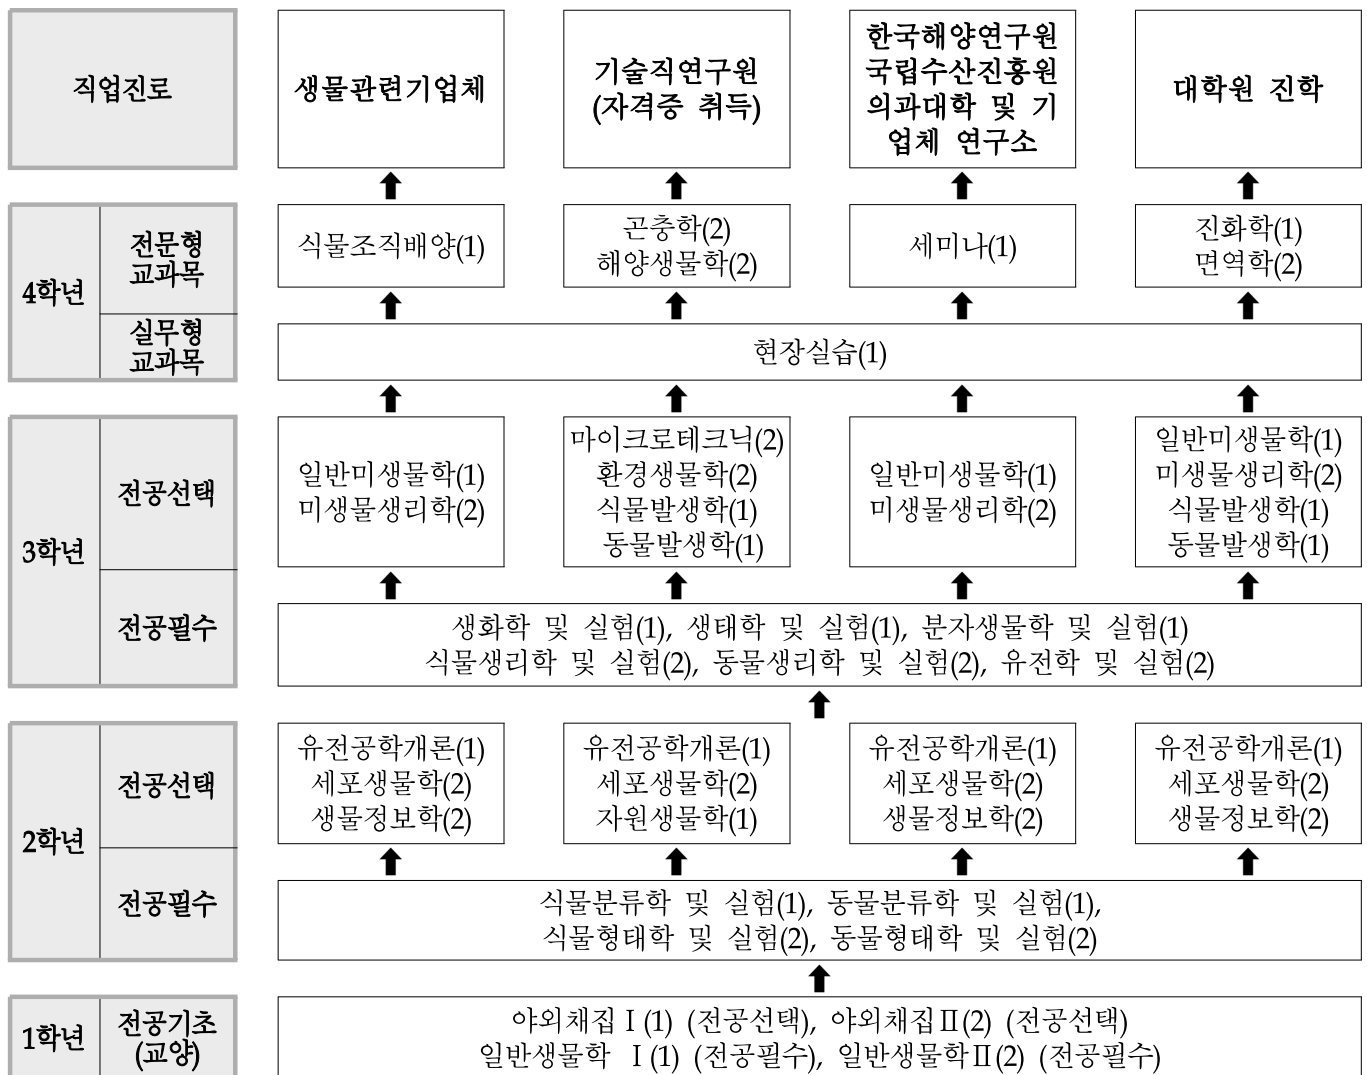 직업진로
생물관련기업체
기술직연구원
(자격증 취득)
한국해양연구원
국립수산진흥원
의과대학 및 기
업체 연구소
대학원 진학
4학년
전문형
교과목
식물조직배양(1)
곤충학(2)
해양생물학(2)
세미나(1)
진화학(1)
면역학(2)
실무형
교과목
현장실습(1)
3학년
전공선택
일반미생물학(1)
미생물생리학(2)
마이크로테크닉(2)
환경생물학(2)
식물발생학(1)
동물발생학(1)
일반미생물학(1)
미생물생리학(2)
일반미생물학(1)
미생물생리학(2)
식물발생학(1)
동물발생학(1)
전공필수
생화학 및 실험(1), 생태학 및 실험(1), 분자생물학 및 실험(1)
식물생리학 및 실험(2), 동물생리학 및 실험(2), 유전학 및 실험(2)
2학년
전공선택
유전공학개론(1)
세포생물학(2)
생물정보학(2)
유전공학개론(1)
세포생물학(2)
자원생물학(1)
유전공학개론(1)
세포생물학(2)
생물정보학(2)
유전공학개론(1)
세포생물학(2)
생물정보학(2)
전공필수
식물분류학 및 실험(1), 동물분류학 및 실험(1),
식물형태학 및 실험(2), 동물형태학 및 실험(2)
1학년
전공기초
(교양)
야외채집Ⅰ(1) (전공선택), 야외채집Ⅱ(2) (전공선택)
일반생물학 Ⅰ(1) (전공필수), 일반생물학Ⅱ(2) (전공필수)